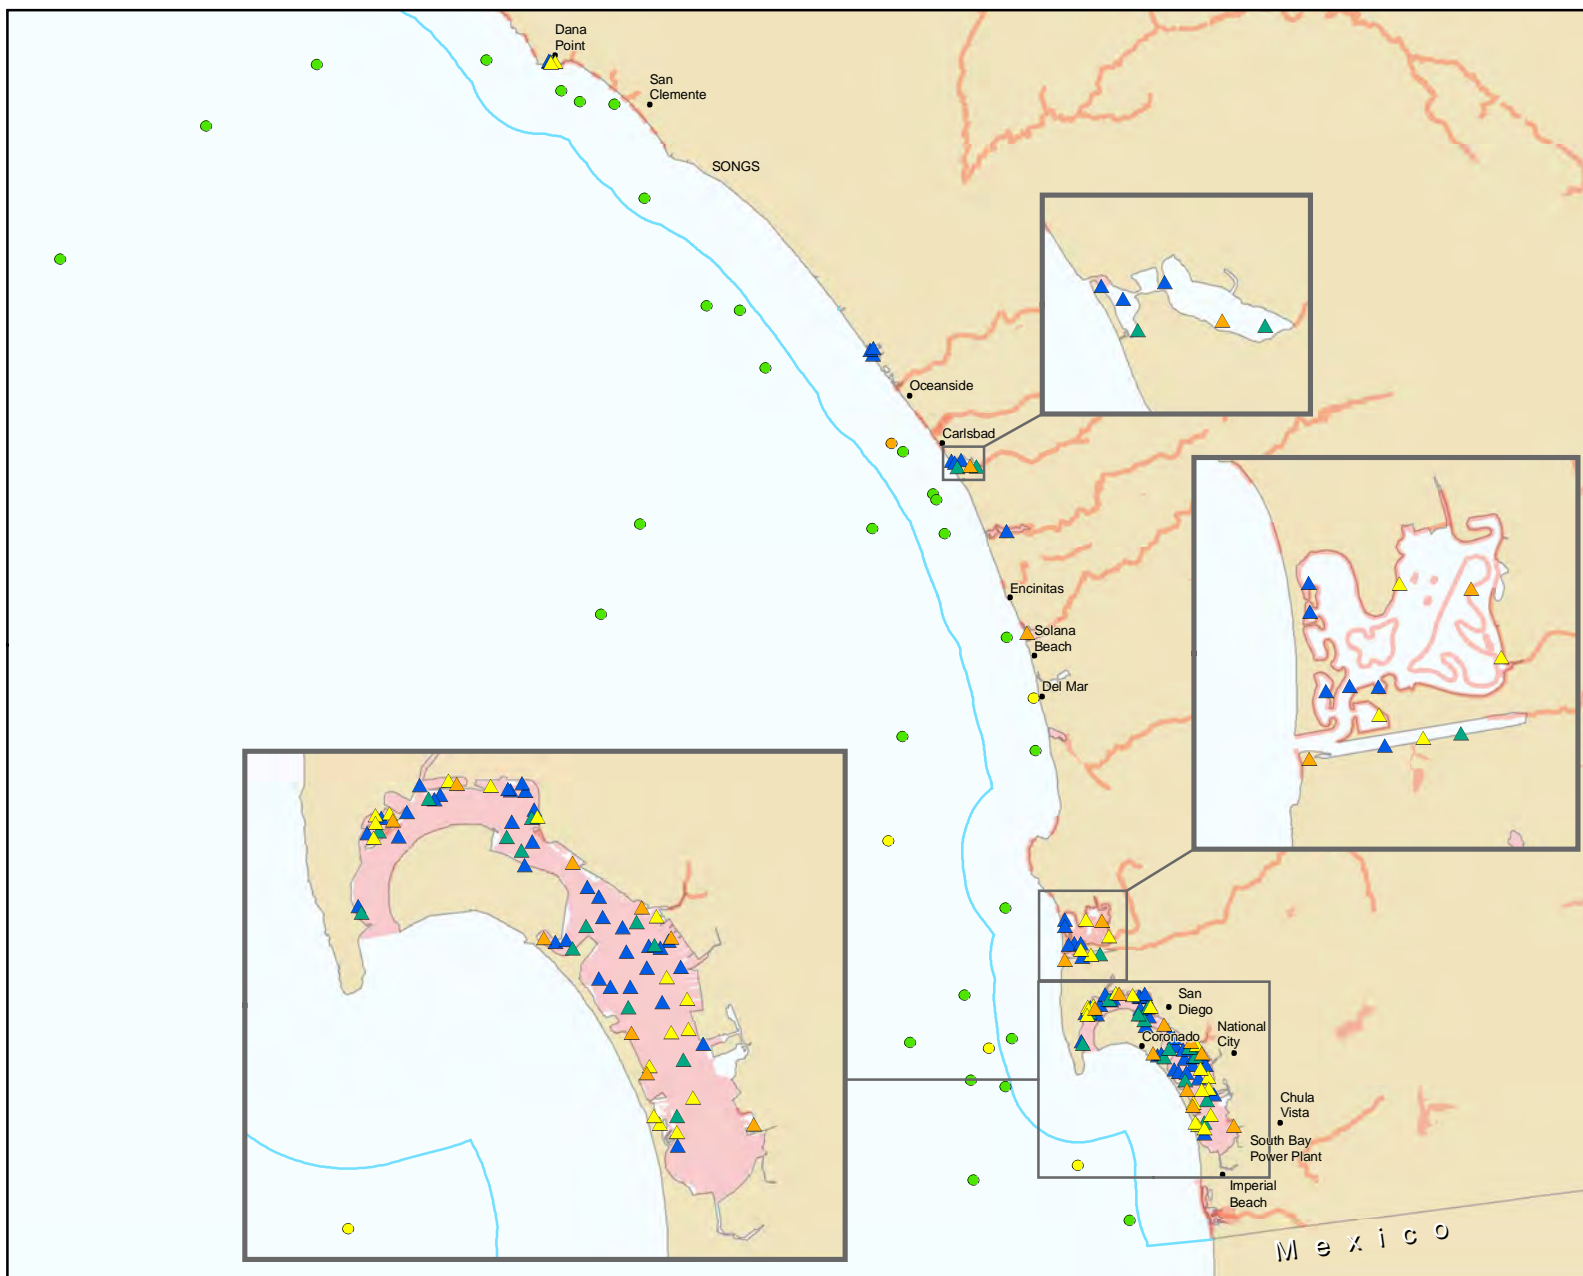 Dana
Point
San
Clemente
SONGS
Oceanside
Carlsbad
Encinitas
Solana
Beach
Del Mar
San
Diego
Coronado
National
City
Chula
Vista
South Bay
Power Plant
Imperial
Beach
Mexico